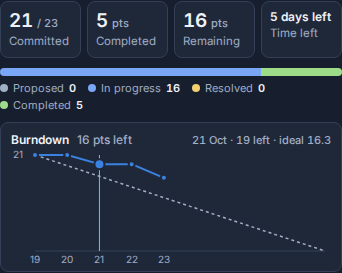 21 / 23
Committed
5 pts
Completed
16 pts
Remaining
5 days left
Time left
Proposed 0 In progress 16 Resolved 0
Completed 5
Burndown 16 pts left 21 Oct · 19 left · ideal 16.3
21
19 20 21 22 23